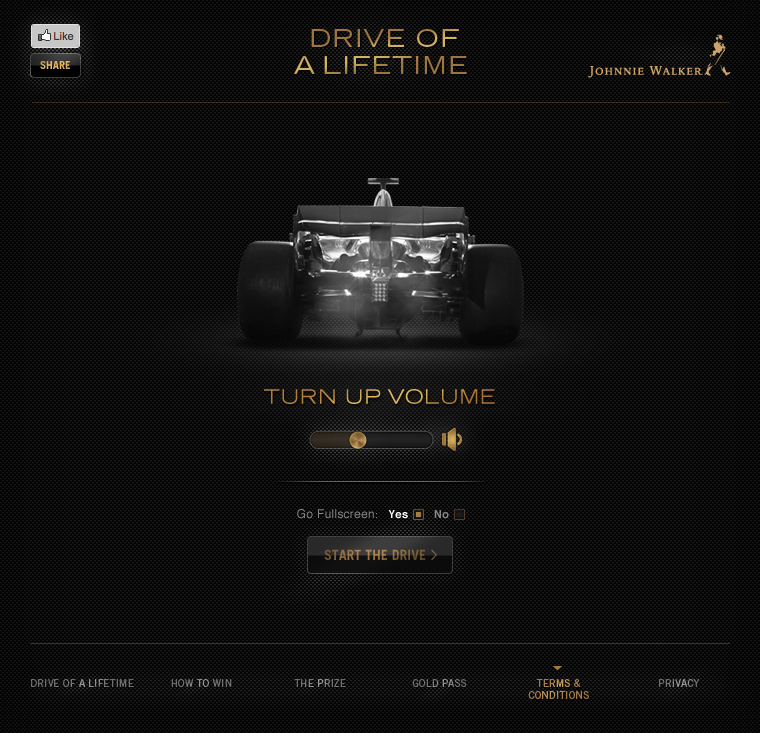 Like
SHARE
DRIVE OF
A LIFETIME
JOHNNIE WALKER.
TURN UP VOLUME
Go Fullscreen: Yes No
START THE DRIVE >
DRIVE OF A LIFETIME
HOW TO WIN
THE PRIZE
GOLD PASS
TERMS &
CONDITIONS
PRIVACY